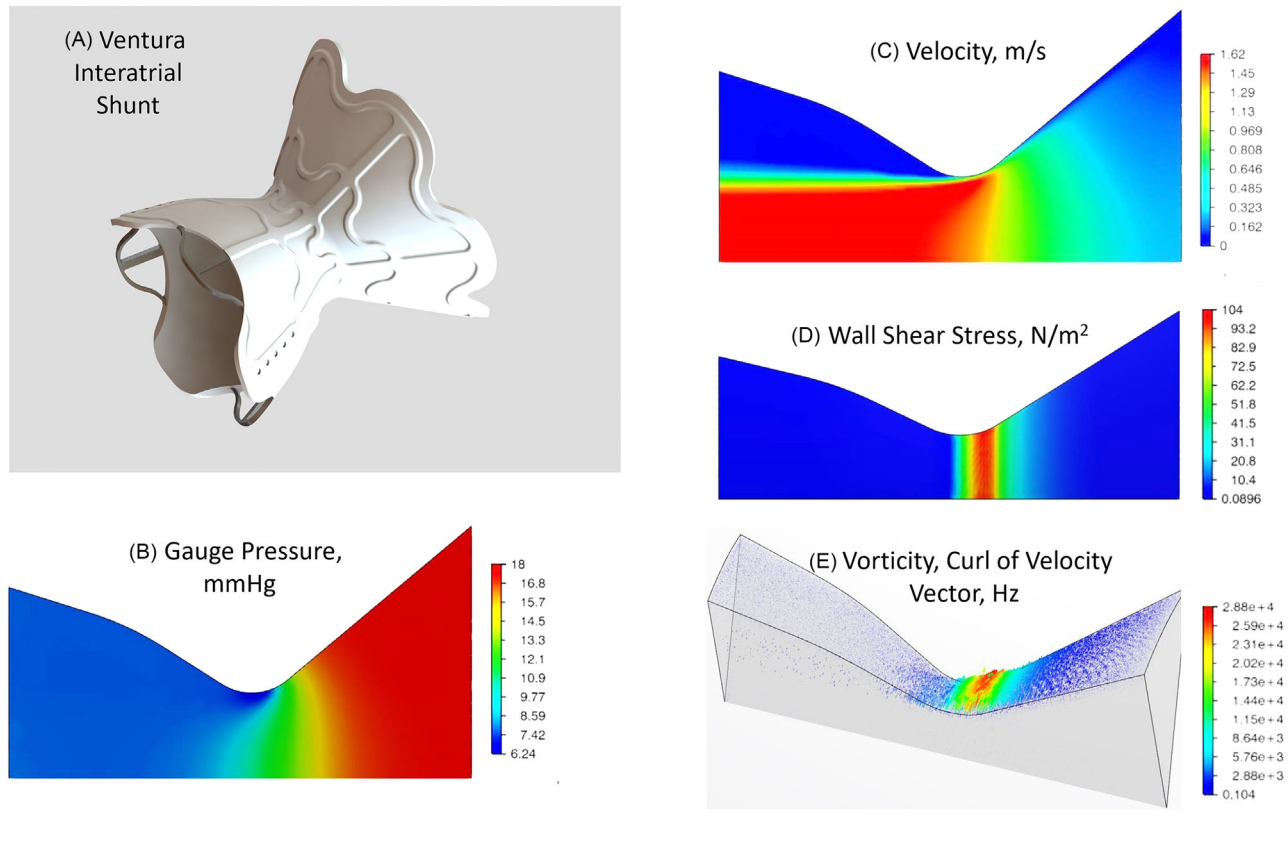 (A) Ventura
Interatrial
Shunt
(B) Gauge Pressure,
mmHg
18
16.8
15.7
14.5
13.3
12.1
10.9
9.77
8.59
7.42
6.24
(C) Velocity, m/s
1.62
1.45
1.29
1.13
0.969
0.808
0.646
0.485
0.323
0.162
0
(D) Wall Shear Stress, N/m²
104
93.2
82.9
72.5
62.2
51.8
41.5
31.1
20.8
10.4
0.0896
(E) Vorticity, Curl of Velocity
Vector, Hz
2.88e+4
2.59e+4
2.31e+4
2.02e+4
1.73e+4
1.44e+4
1.15e+4
8.64e+3
5.76e+3
2.88e+3
0.104